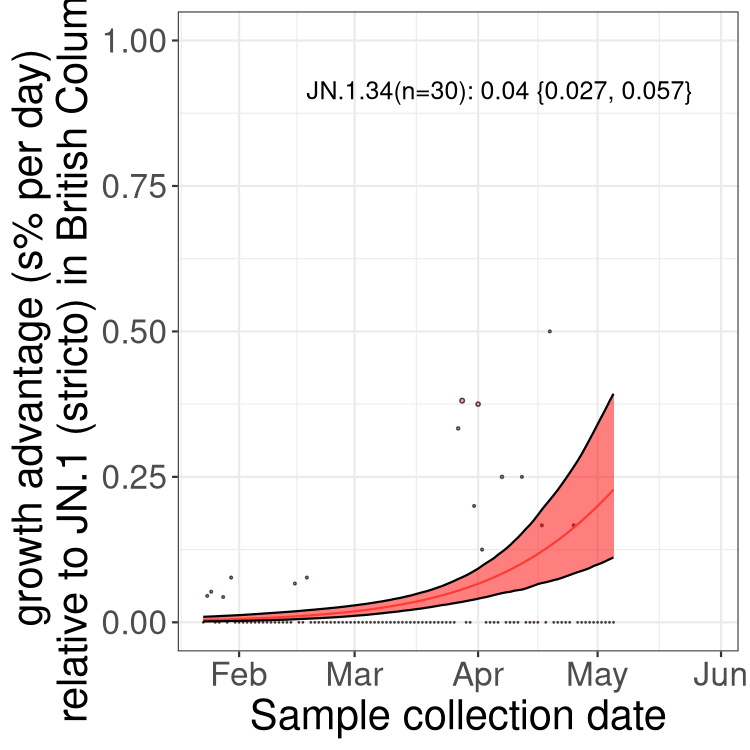 growth advantage (s% per day)
relative to JN.1 (stricto) in British Colum
1.00
0.75
0.50
0.25
0.00
JN.1.34(n=30): 0.04 {0.027, 0.057}
Feb Mar Apr May Jun
Sample collection date